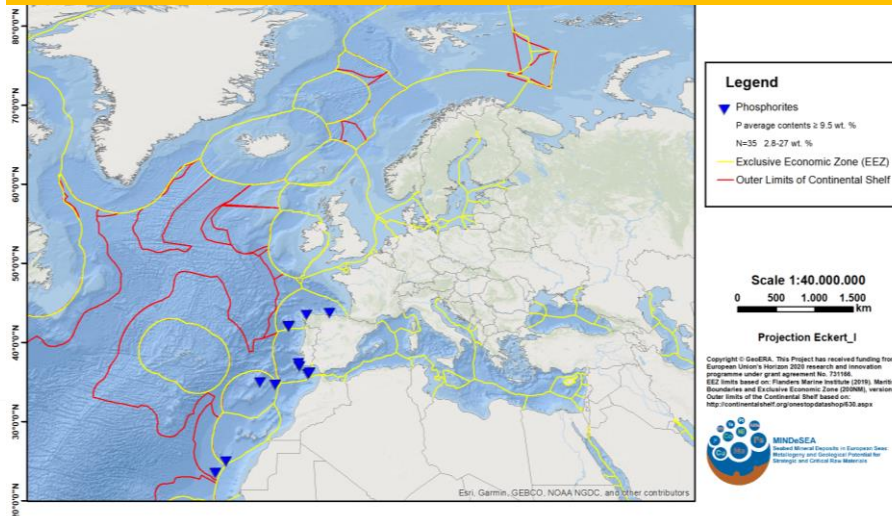 80°0'0"N
70°0'0"N
60°0'0"N
50°0'0"N
40°0'0"N
30°0'0"N
Esri, Garmin, GEBCO, NOAA NGDC, and other contributors
Legend
Phosphorites
P average contents ≥ 9.5 wt. %
N=35 2.8-27 wt. %
Exclusive Economic Zone (EEZ)
Outer Limits of Continental Shelf
Scale 1:40.000.000
0 500 1.000 1.500
km
Projection Eckert_I
Copyright © GeoERA. This Project has received funding from
European Union's Horizon 2020 research and innovation
programme under grant agreement No. 731166.
EEZ limits based on: Flanders Marine Institute (2019).
Boundaries and Exclusive Economic Zone (200NM), version
Outer limits of the Continental Shelf based on:
http://continentalshelf.org/onestopdatashop/630.aspx
Cu
Mn
MINDeSEA
Seabed Mineral Deposits in European Seas:
Metallogeny and Geological Potential for
Strategic and Critical Raw Materials